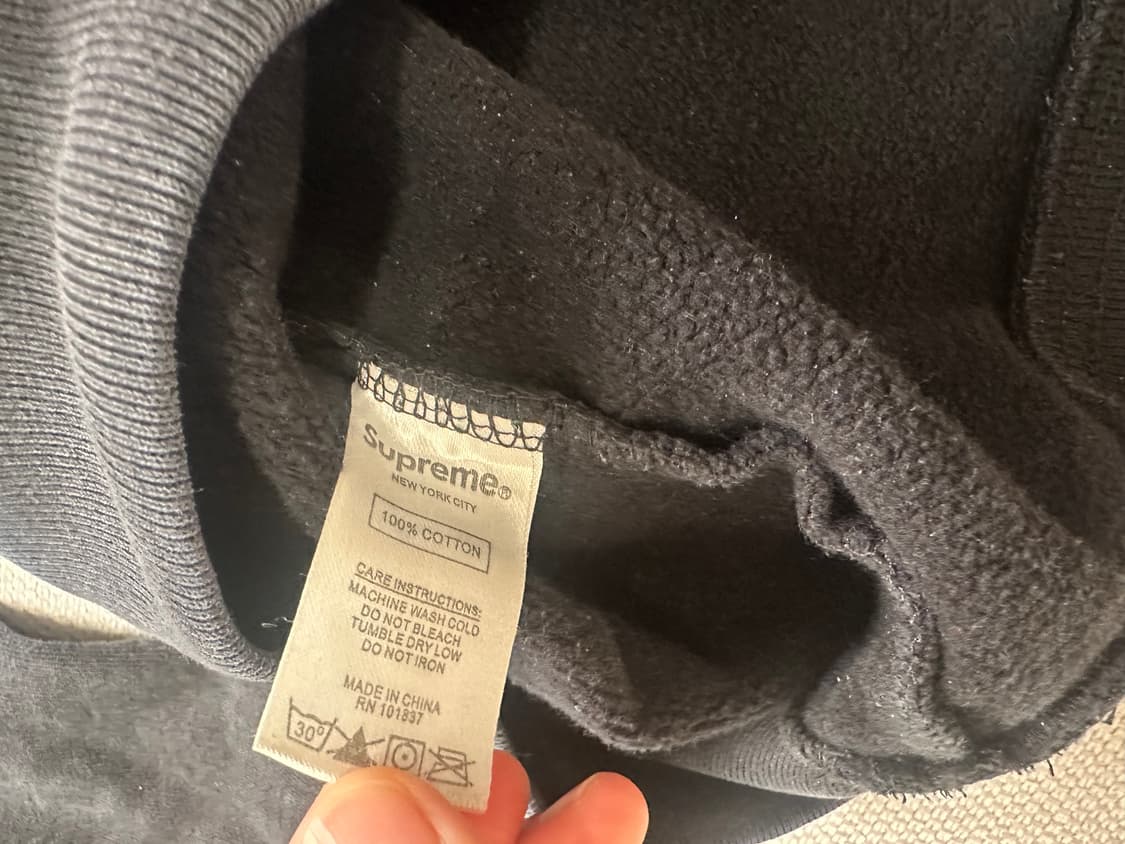 Supreme®
NEW YORK CITY
100% COTTON
CARE INSTRUCTIONS:
MACHINE WASH COLD
DO NOT BLEACH
TUMBLE DRY LOW
DO NOT IRON
MADE IN CHINA
RN 101837
30°